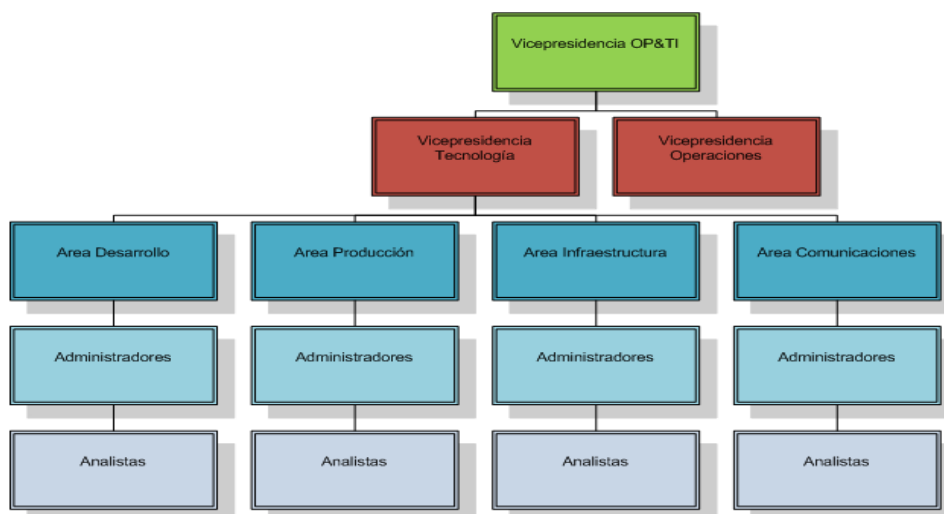 Vicepresidencia OP&TI
Vicepresidencia
Tecnología
Vicepresidencia
Operaciones
Area Desarrollo
Area Producción
Area Infraestructura
Area Comunicaciones
Administradores
Administradores
Administradores
Administradores
Analistas
Analistas
Analistas
Analistas